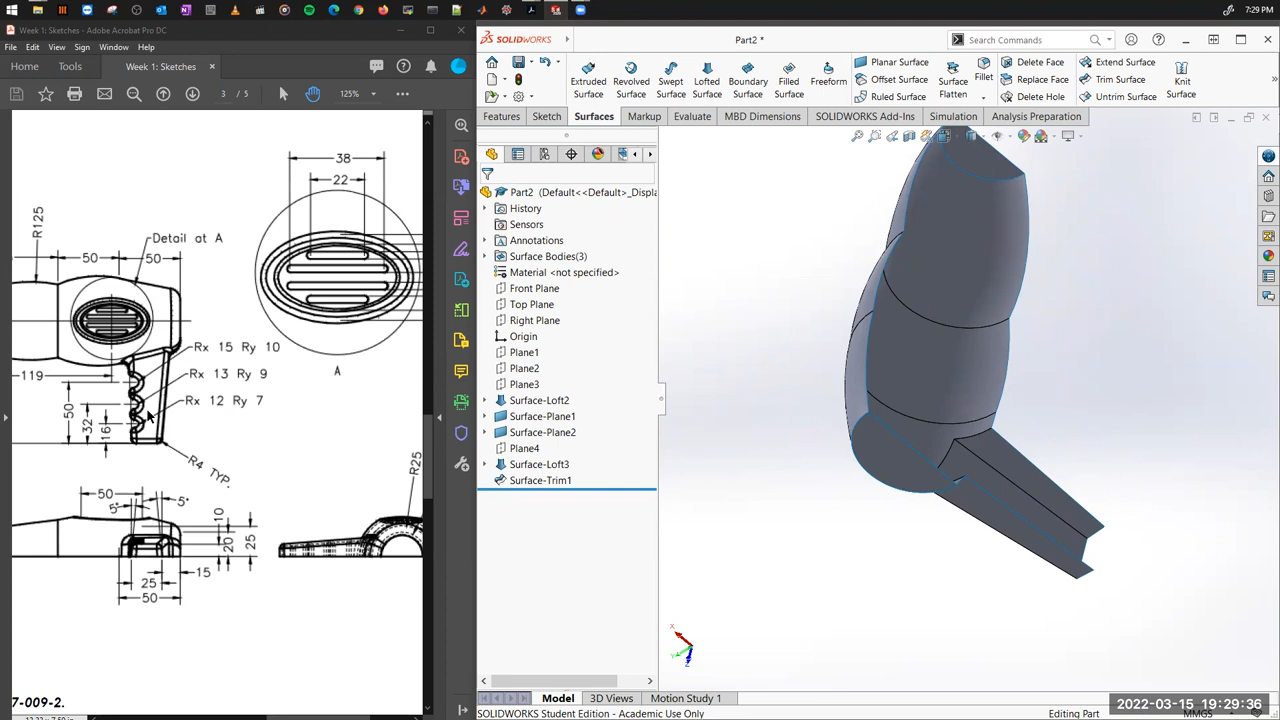 7:29 PM
Week 1: Sketches - Adobe Acrobat Pro DC
File Edit View Sign Window Help
Home Tools Week 1: Sketches ×
3 / 5 125%
38
22
R125
Detail at A
50 50
Rx 15 Ry 10
Rx 13 Ry 9
Rx 12 Ry 7
119
50
32
16
A
R4 TYP.
R25
50
5° 5°
10
20
25
15
25
50
7-009-2.
SOLIDWORKS
Part2 *
Search Commands
Extruded Surface
Revolved Surface
Swept Surface
Lofted Surface
Boundary Surface
Filled Surface
Freeform
Planar Surface
Offset Surface
Ruled Surface
Surface Flatten
Fillet
Delete Face
Replace Face
Delete Hole
Extend Surface
Trim Surface
Untrim Surface
Knit Surface
Features Sketch Surfaces Markup Evaluate MBD Dimensions SOLIDWORKS Add-Ins Simulation Analysis Preparation
Part2 (Default<<Default>_Displa
History
Sensors
Annotations
Surface Bodies(3)
Material <not specified>
Front Plane
Top Plane
Right Plane
Origin
Plane1
Plane2
Plane3
Surface-Loft2
Surface-Plane1
Surface-Plane2
Plane4
Surface-Loft3
Surface-Trim1
X
Y
Z
Model 3D Views Motion Study 1
SOLIDWORKS Student Edition - Academic Use Only
Editing Part
MMGS
2022-03-15 19:29:36